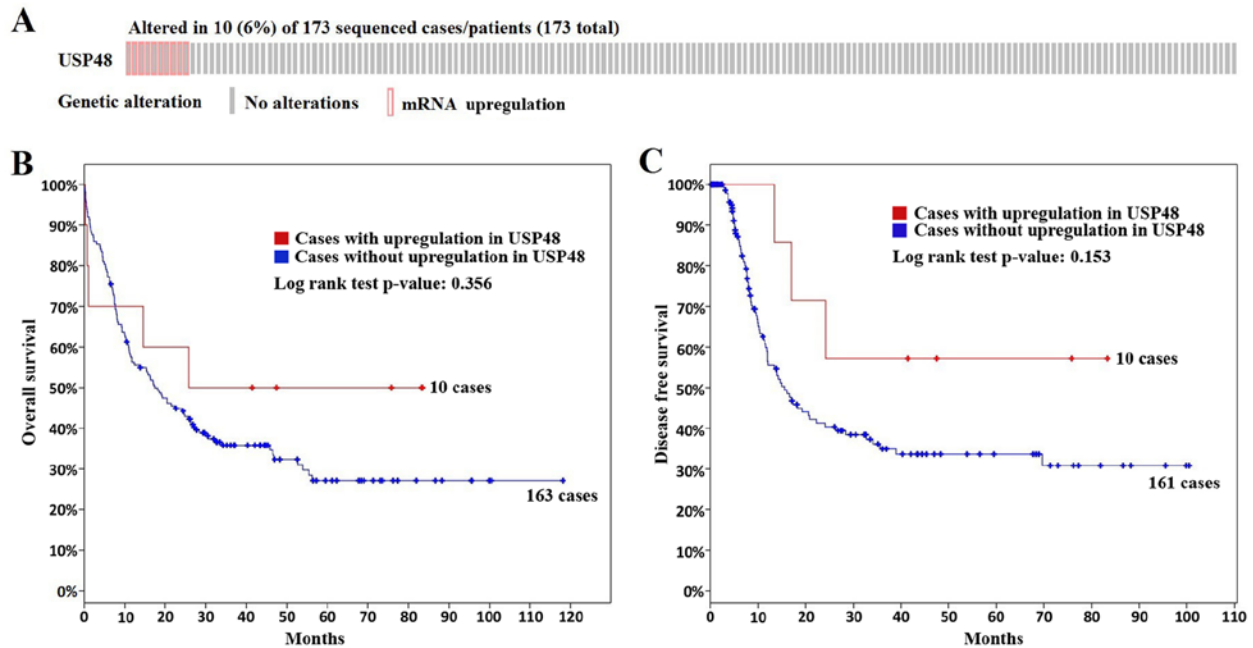 A
Altered in 10 (6%) of 173 sequenced cases/patients (173 total)
USP48
Genetic alteration No alterations mRNA upregulation
B
Overall survival
100%
90%
80%
70%
60%
50%
40%
30%
20%
10%
0%
Cases with upregulation in USP48
Cases without upregulation in USP48
Log rank test p-value: 0.356
10 cases
163 cases
0 10 20 30 40 50 60 70 80 90 100 110 120
Months
C
Disease free survival
100%
90%
80%
70%
60%
50%
40%
30%
20%
10%
0%
Cases with upregulation in USP48
Cases without upregulation in USP48
Log rank test p-value: 0.153
10 cases
161 cases
0 10 20 30 40 50 60 70 80 90 100 110
Months